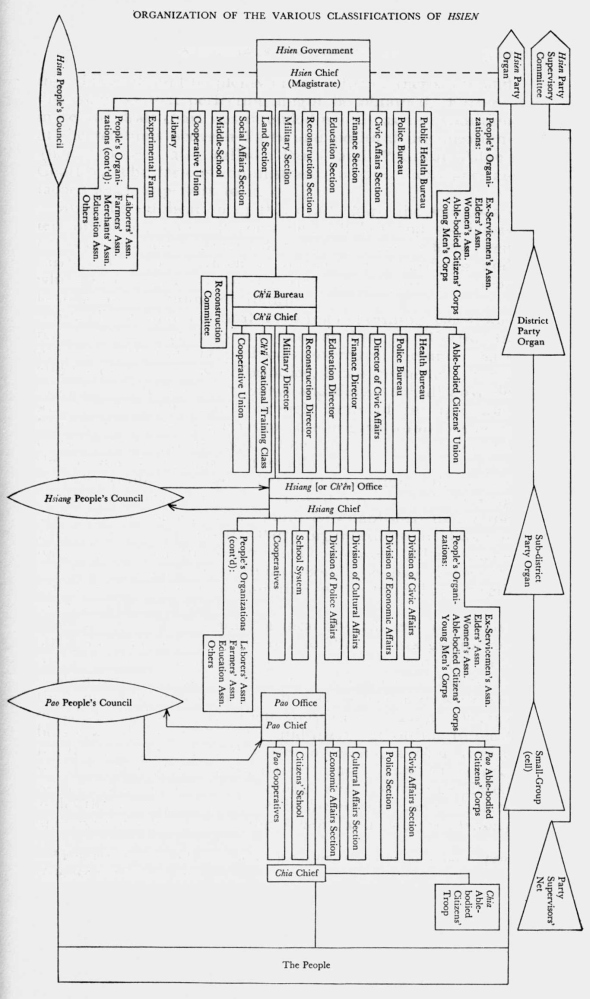 ORGANIZATION OF THE VARIOUS CLASSIFICATIONS OF HSIEN
Hsien People's Council
Hsien Government
Hsien Chief
(Magistrate)
Hsien Party
Organ
Hsien Party
Supervisory
Committee
People's Organi-
zations (cont'd):
Laborers' Assn.
Farmers' Assn.
Merchants' Assn.
Education Assn.
Others
Experimental Farm
Library
Cooperative Union
Middle-School
Social Affairs Section
Land Section
Military Section
Reconstruction Section
Education Section
Finance Section
Civic Affairs Section
Police Bureau
Public Health Bureau
People's Organi-
zations:
Ex-Servicemen's Assn.
Elders' Assn.
Women's Assn.
Able-bodied Citizens' Corps
Young Men's Corps
Reconstruction
Committee
Ch'ü Bureau
Ch'ü Chief
District
Party
Organ
Cooperative Union
Ch'ü Vocational Training Class
Military Director
Reconstruction Director
Education Director
Finance Director
Director of Civic Affairs
Police Bureau
Health Bureau
Able-bodied Citizens' Union
Hsiang People's Council
Hsiang [or Ch'ên] Office
Hsiang Chief
Sub-district
Party Organ
People's Organizations
(cont'd):
Laborers' Assn.
Farmers' Assn.
Education Assn.
Others
Cooperatives
School System
Division of Police Affairs
Division of Cultural Affairs
Division of Economic Affairs
Division of Civic Affairs
People's Organi-
zations:
Ex-Servicemen's Assn.
Elders' Assn.
Women's Assn.
Able-bodied Citizens' Corps
Young Men's Corps
Pao People's Council
Pao Office
Pao Chief
Small-Group
(cell)
Pao Cooperatives
Citizens' School
Economic Affairs Section
Cultural Affairs Section
Police Section
Civic Affairs Section
Pao Able-bodied
Citizens' Corps
Chia Chief
Chia
Able-
bodied
Citizens'
Troop
Party
Supervisors'
Net
The People